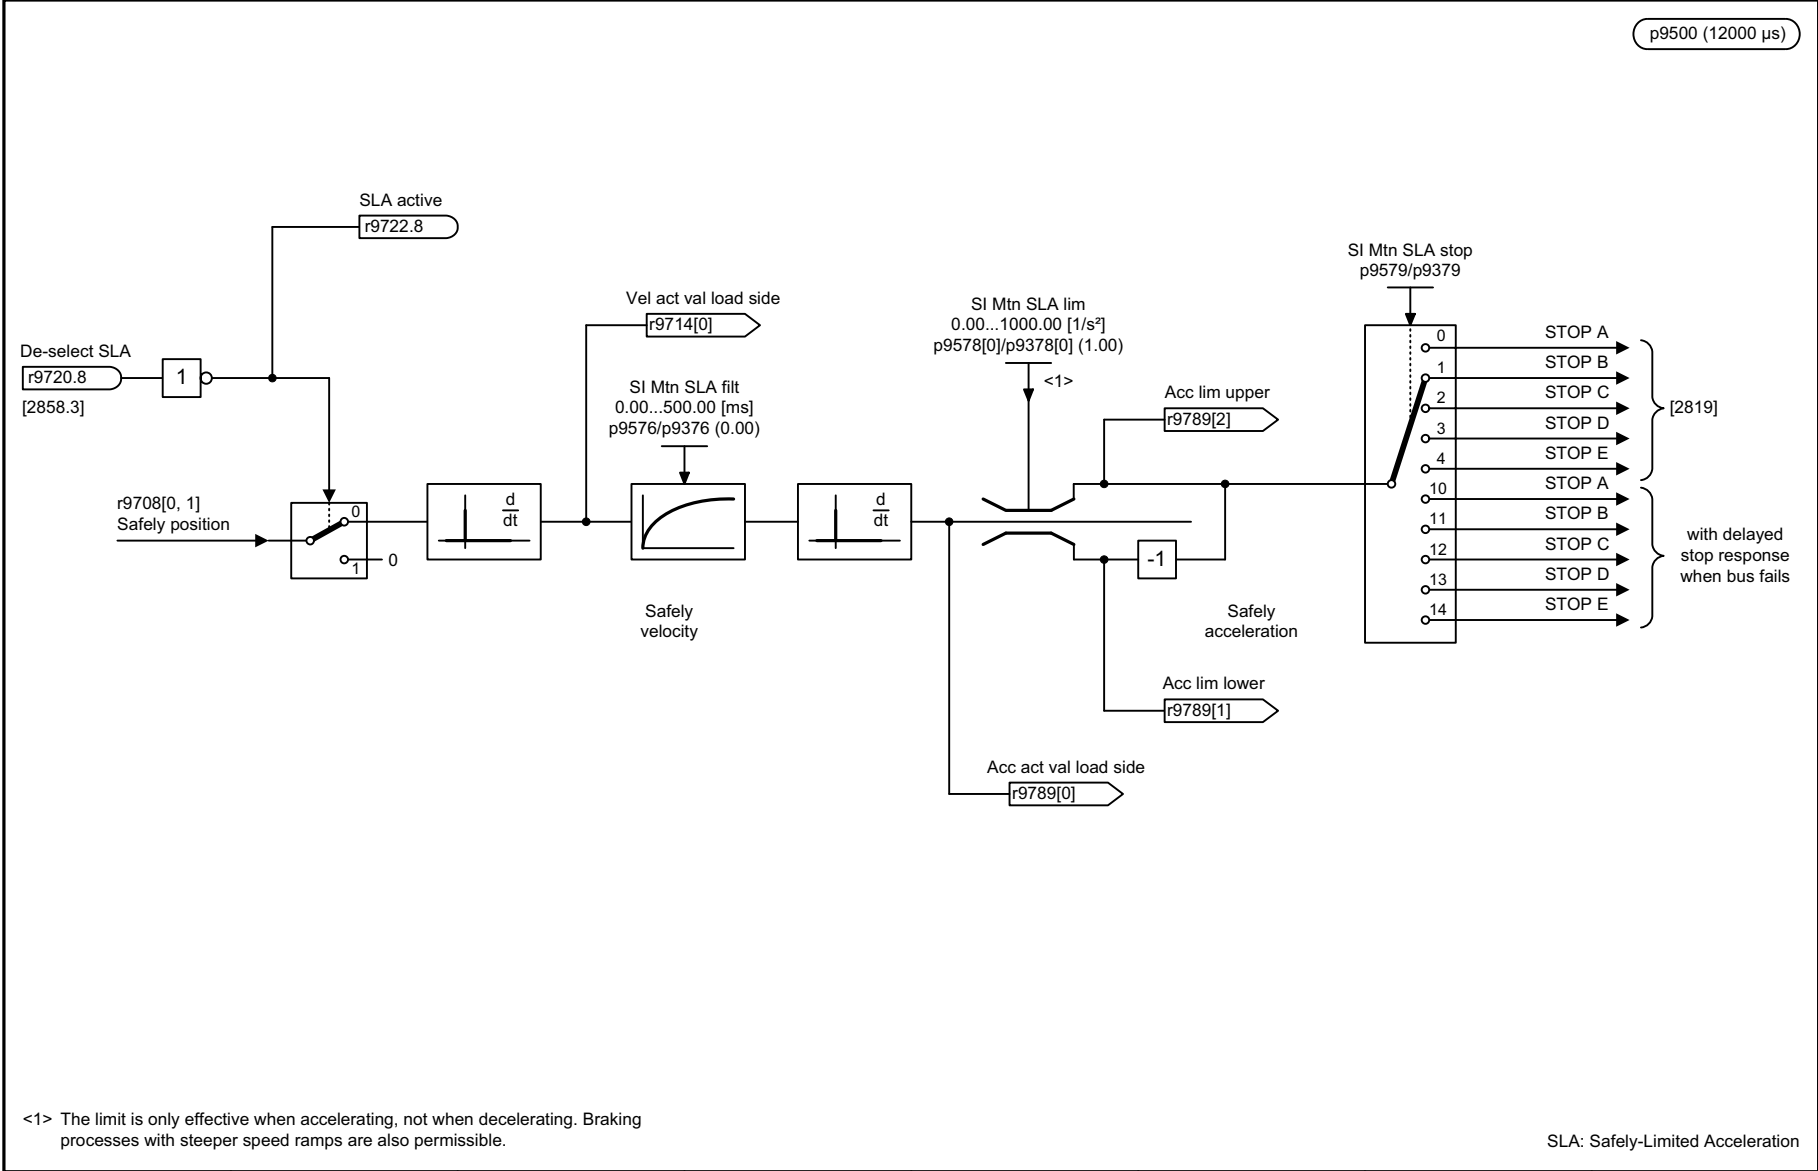 p9500 (12000 µs)
SLA active
r9722.8
De-select SLA
r9720.8
[2858.3]
1
r9708[0, 1]
Safely position
0
1
0
d
dt
Vel act val load side
r9714[0]
SI Mtn SLA filt
0.00...500.00 [ms]
p9576/p9376 (0.00)
Safely
velocity
d
dt
SI Mtn SLA lim
0.00...1000.00 [1/s²]
p9578[0]/p9378[0] (1.00)
<1>
Acc lim upper
r9789[2]
-1
Safely
acceleration
Acc lim lower
r9789[1]
Acc act val load side
r9789[0]
SI Mtn SLA stop
p9579/p9379
0 STOP A
1 STOP B
2 STOP C
3 STOP D
4 STOP E
[2819]
10 STOP A
11 STOP B
12 STOP C
13 STOP D
14 STOP E
with delayed
stop response
when bus fails
<1> The limit is only effective when accelerating, not when decelerating. Braking
processes with steeper speed ramps are also permissible.
SLA: Safely-Limited Acceleration